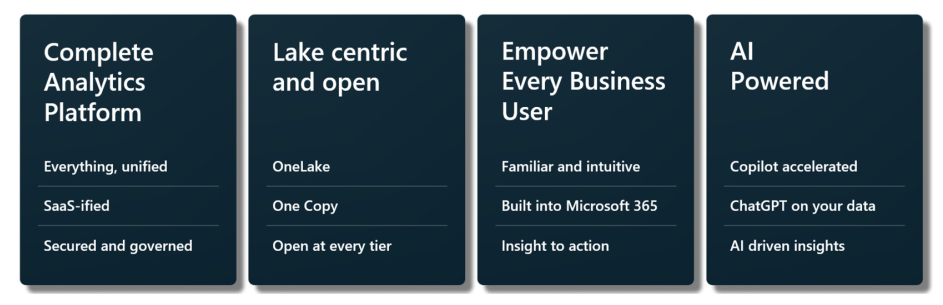 Complete
Analytics
Platform
Everything, unified
SaaS-ified
Secured and governed
Lake centric
and open
OneLake
One Copy
Open at every tier
Empower
Every Business
User
Familiar and intuitive
Built into Microsoft 365
Insight to action
AI
Powered
Copilot accelerated
ChatGPT on your data
AI driven insights